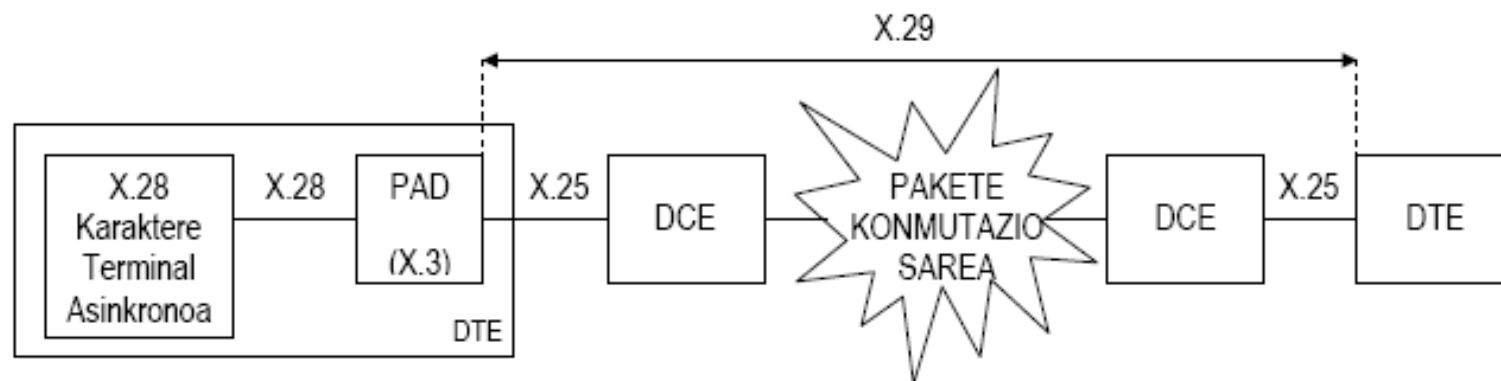 X.29
X.28
Karaktere
Terminal
Asinkronoa
X.28
PAD
(X.3)
DTE
X.25
DCE
PAKETE
KONMUTAZIO
SAREA
DCE
X.25
DTE